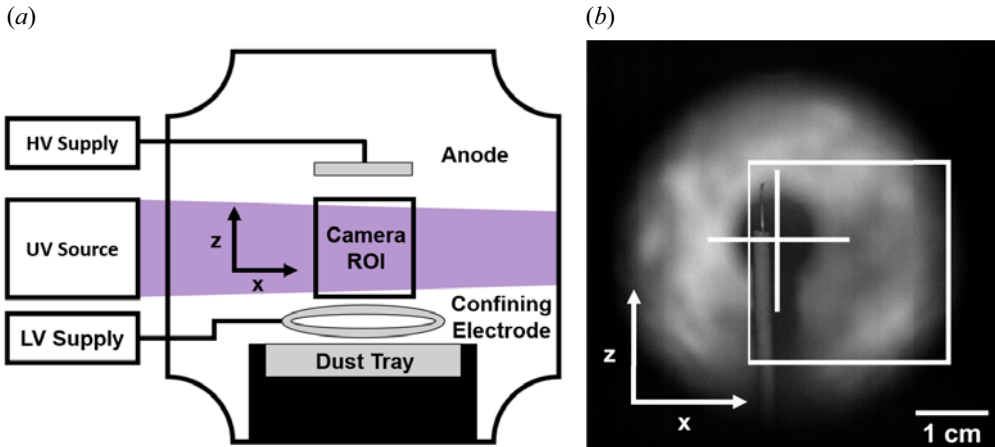 (a)
HV Supply
Anode
UV Source
z
x
Camera
ROI
Confining
Electrode
LV Supply
Dust Tray
(b)
z
x
1 cm